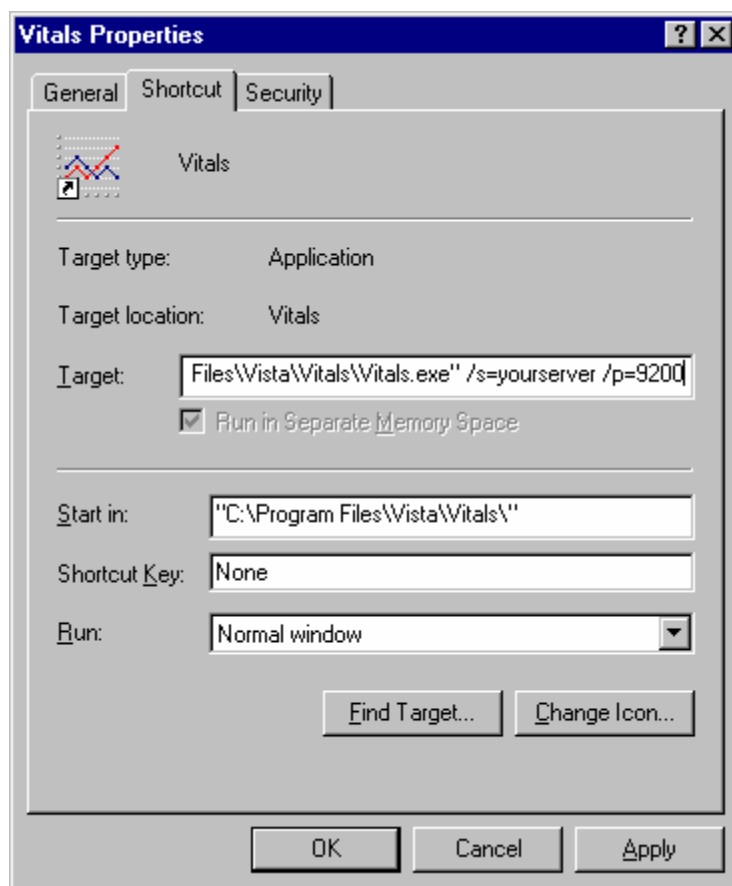 Vitals Properties
General Shortcut Security
Vitals
Target type: Application
Target location: Vitals
Target: Files\Vista\Vitals\Vitals.exe" /s=yourserver /p=9200
Run in Separate Memory Space
Start in: "C:\Program Files\Vista\Vitals\"
Shortcut Key: None
Run: Normal window
Find Target... Change Icon...
OK Cancel Apply